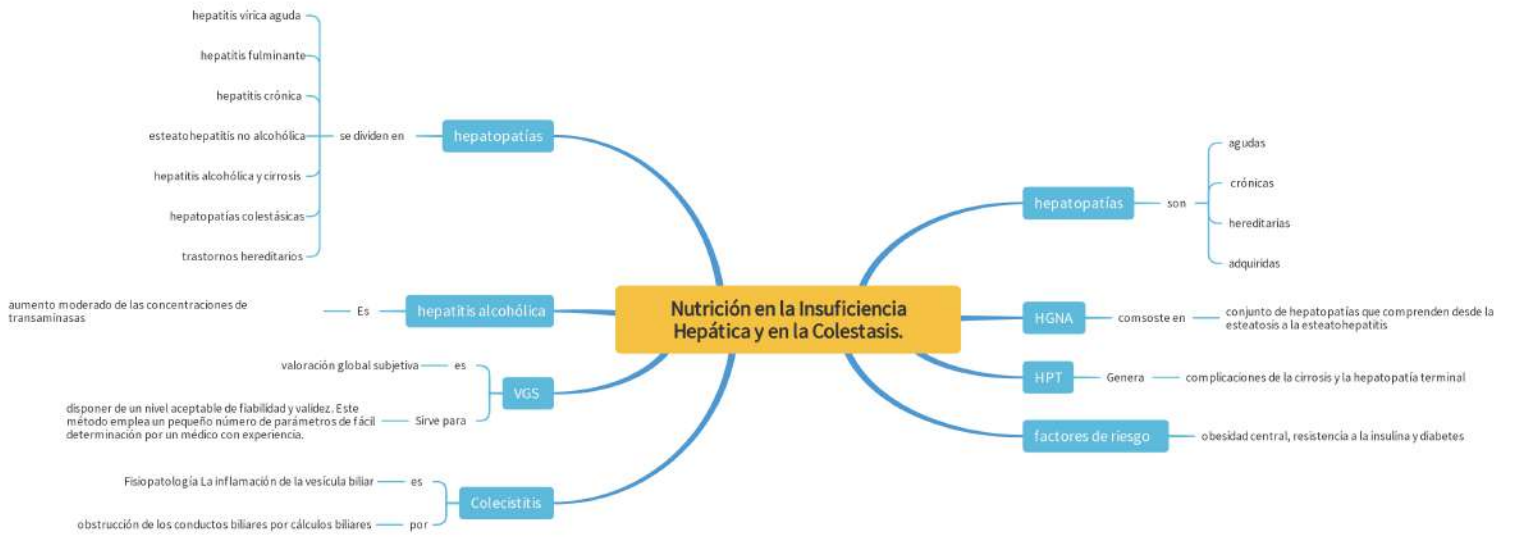 Nutrición en la Insuficiencia
Hepática y en la Colestasis.
hepatopatías
se dividen en
hepatitis vírica aguda
hepatitis fulminante
hepatitis crónica
esteatohepatitis no alcohólica
hepatitis alcohólica y cirrosis
hepatopatías colestásicas
trastornos hereditarios
hepatitis alcohólica
Es
aumento moderado de las concentraciones de
transaminasas
VGS
es
valoración global subjetiva
Sirve para
disponer de un nivel aceptable de fiabilidad y validez. Este
método emplea un pequeño número de parámetros de fácil
determinación por un médico con experiencia.
Colecistitis
es
Fisiopatología La inflamación de la vesícula biliar
por
obstrucción de los conductos biliares por cálculos biliares
hepatopatías
son
agudas
crónicas
hereditarias
adquiridas
HGNA
comsoste en
conjunto de hepatopatías que comprenden desde la
esteatosis a la esteatohepatitis
HPT
Genera
complicaciones de la cirrosis y la hepatopatía terminal
factores de riesgo
obesidad central, resistencia a la insulina y diabetes